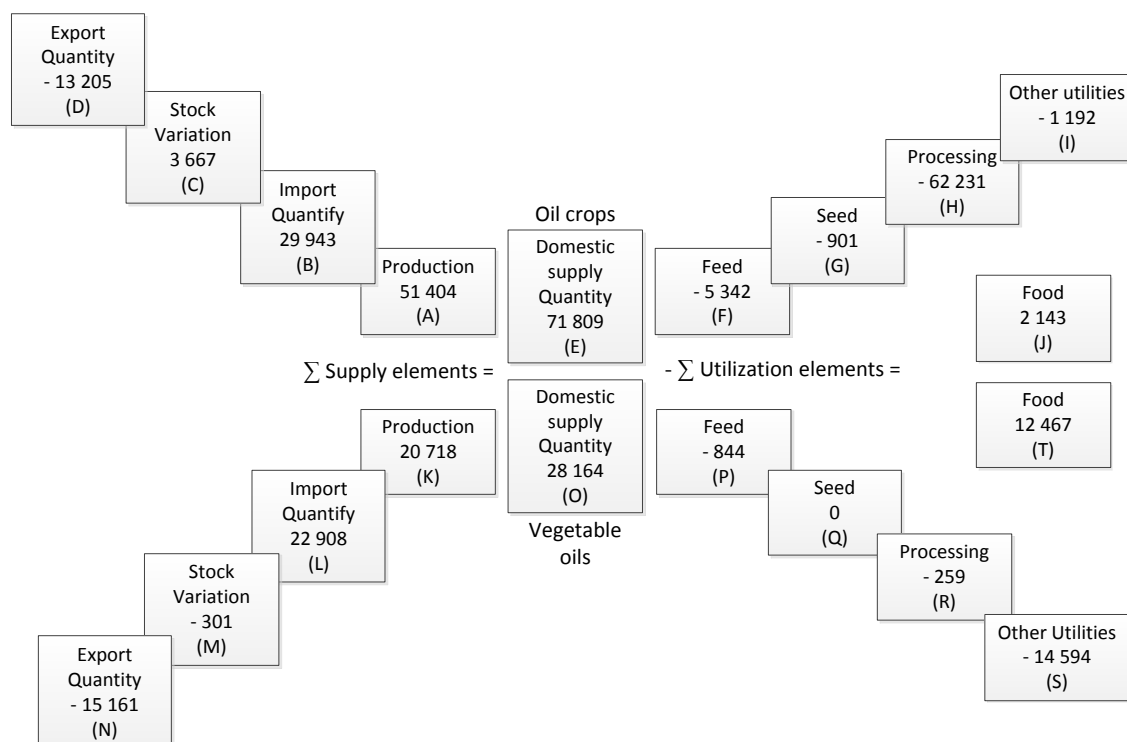 Export
Quantity
- 13 205
(D)
Stock
Variation
3 667
(C)
Import
Quantify
29 943
(B)
Production
51 404
(A)
Oil crops
Domestic
supply
Quantity
71 809
(E)
Feed
- 5 342
(F)
Seed
- 901
(G)
Processing
- 62 231
(H)
Other utilities
- 1 192
(I)
Food
2 143
(J)
∑ Supply elements =
- ∑ Utilization elements =
Production
20 718
(K)
Import
Quantify
22 908
(L)
Stock
Variation
- 301
(M)
Export
Quantity
- 15 161
(N)
Domestic
supply
Quantity
28 164
(O)
Vegetable
oils
Feed
- 844
(P)
Seed
0
(Q)
Processing
- 259
(R)
Other Utilities
- 14 594
(S)
Food
12 467
(T)